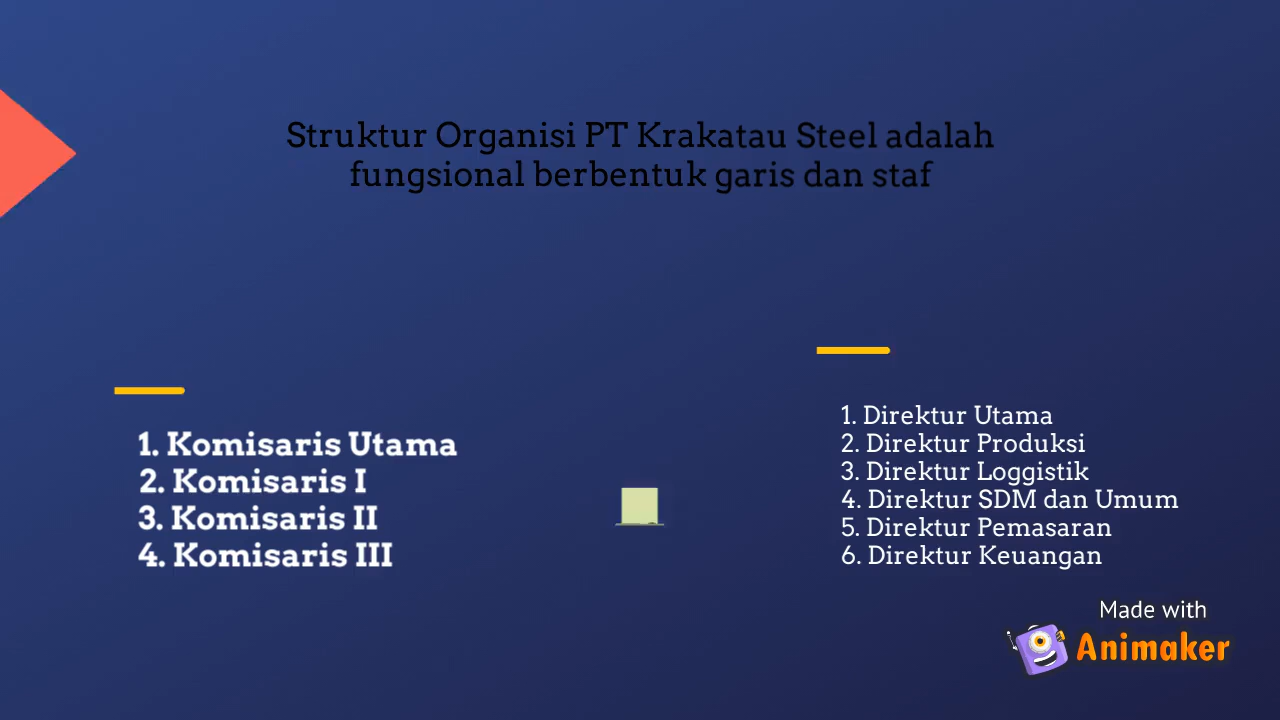 Struktur Organisi PT Krakatau Steel adalah
fungsional berbentuk garis dan staf
1. Komisaris Utama
2. Komisaris I
3. Komisaris II
4. Komisaris III
1. Direktur Utama
2. Direktur Produksi
3. Direktur Loggistik
4. Direktur SDM dan Umum
5. Direktur Pemasaran
6. Direktur Keuangan
Made with
Animaker